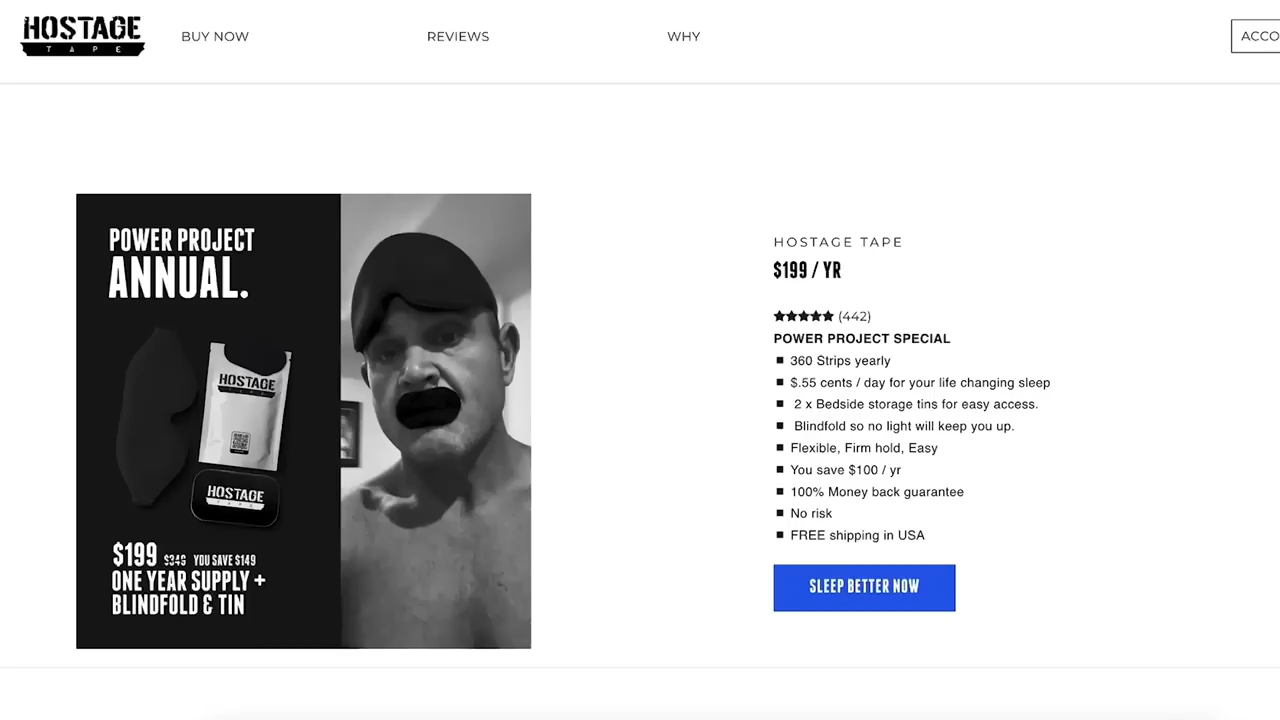 HOSTAGE
TAPE
BUY NOW
REVIEWS
WHY
ACCO
POWER PROJECT
ANNUAL.
HOSTAGE
TAPE
HOSTAGE
TAPE
$199 $348 YOU SAVE $149
ONE YEAR SUPPLY +
BLINDFOLD & TIN
HOSTAGE TAPE
$199 / YR
★★★★★ (442)
POWER PROJECT SPECIAL
▪ 360 Strips yearly
▪ $.55 cents / day for your life changing sleep
▪ 2 x Bedside storage tins for easy access.
▪ Blindfold so no light will keep you up.
▪ Flexible, Firm hold, Easy
▪ You save $100 / yr
▪ 100% Money back guarantee
▪ No risk
▪ FREE shipping in USA
SLEEP BETTER NOW